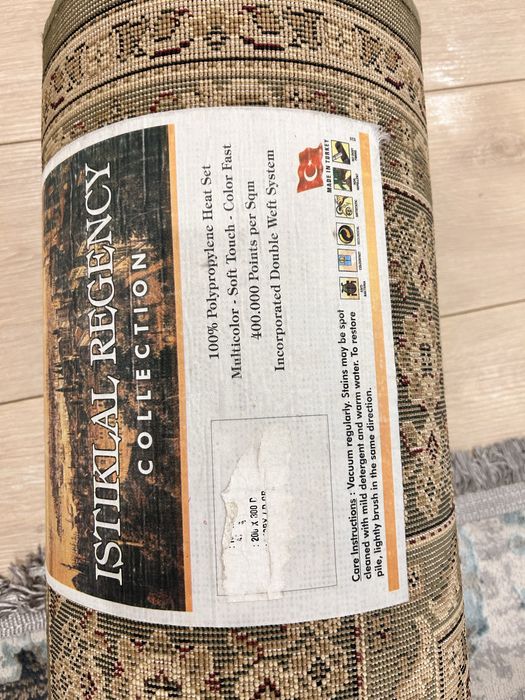 ISTIKLAL REGENCY
COLLECTION
100% Polypropylene Heat Set
Multicolor - Soft Touch - Color Fast
400.000 Points per Sqm
Incorporated Double Weft System
MADE IN TURKEY
: 200 X 300 
Care Instructions : Vacuum regularly. Stains may be spot
cleaned with mild detergent and warm water. To restore
pile, lightly brush in the same direction.